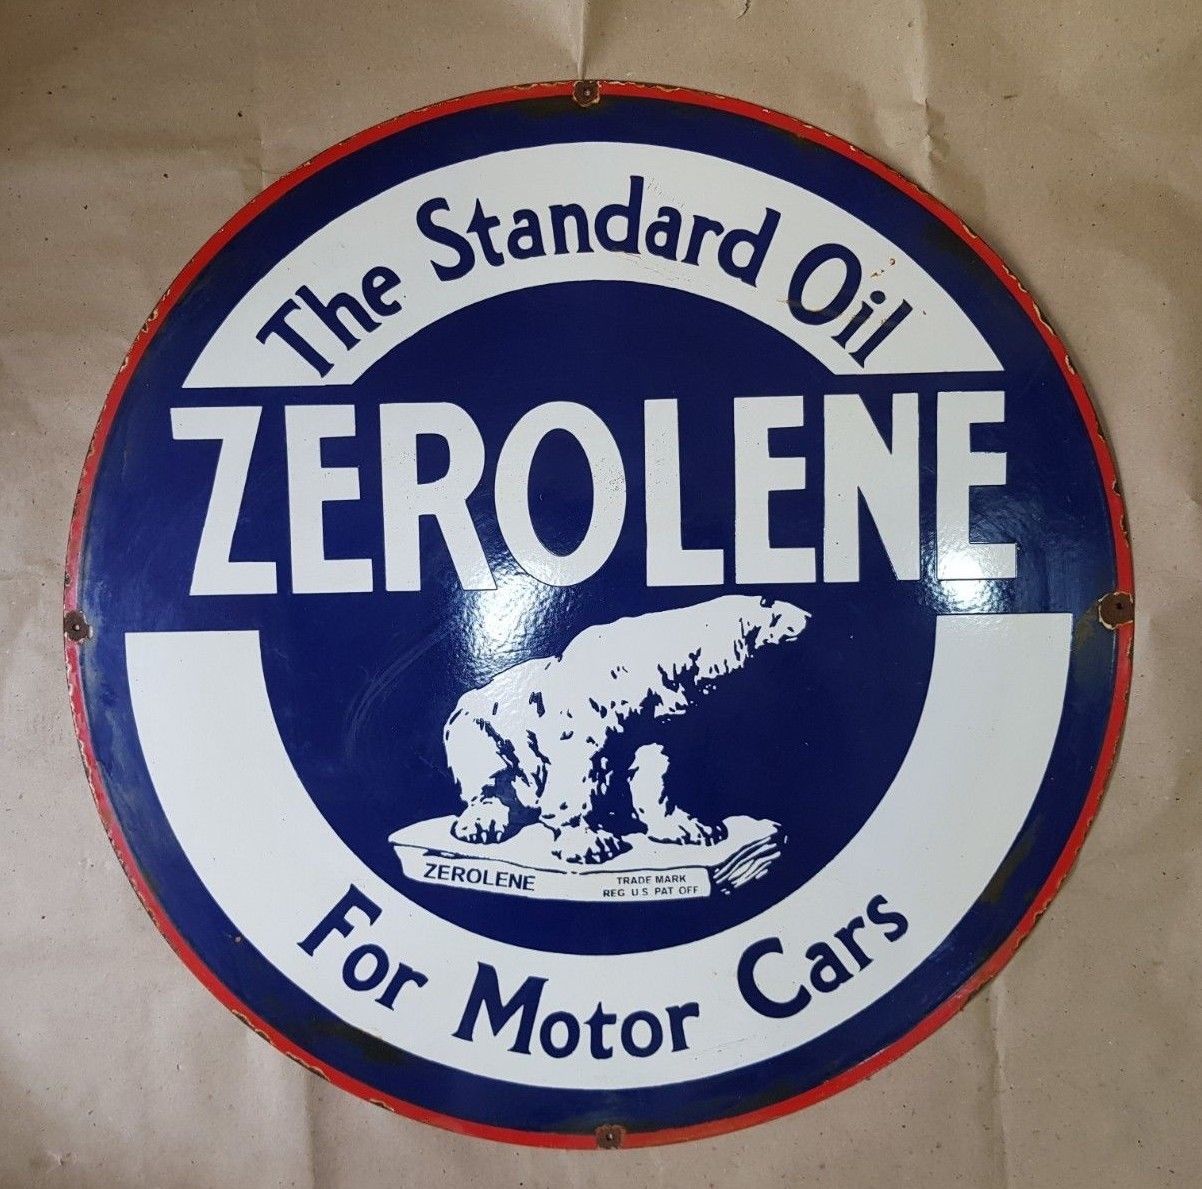 The Standard Oil
ZEROLENE
ZEROLENE
TRADE MARK
REG U.S. PAT OFF
For Motor Cars